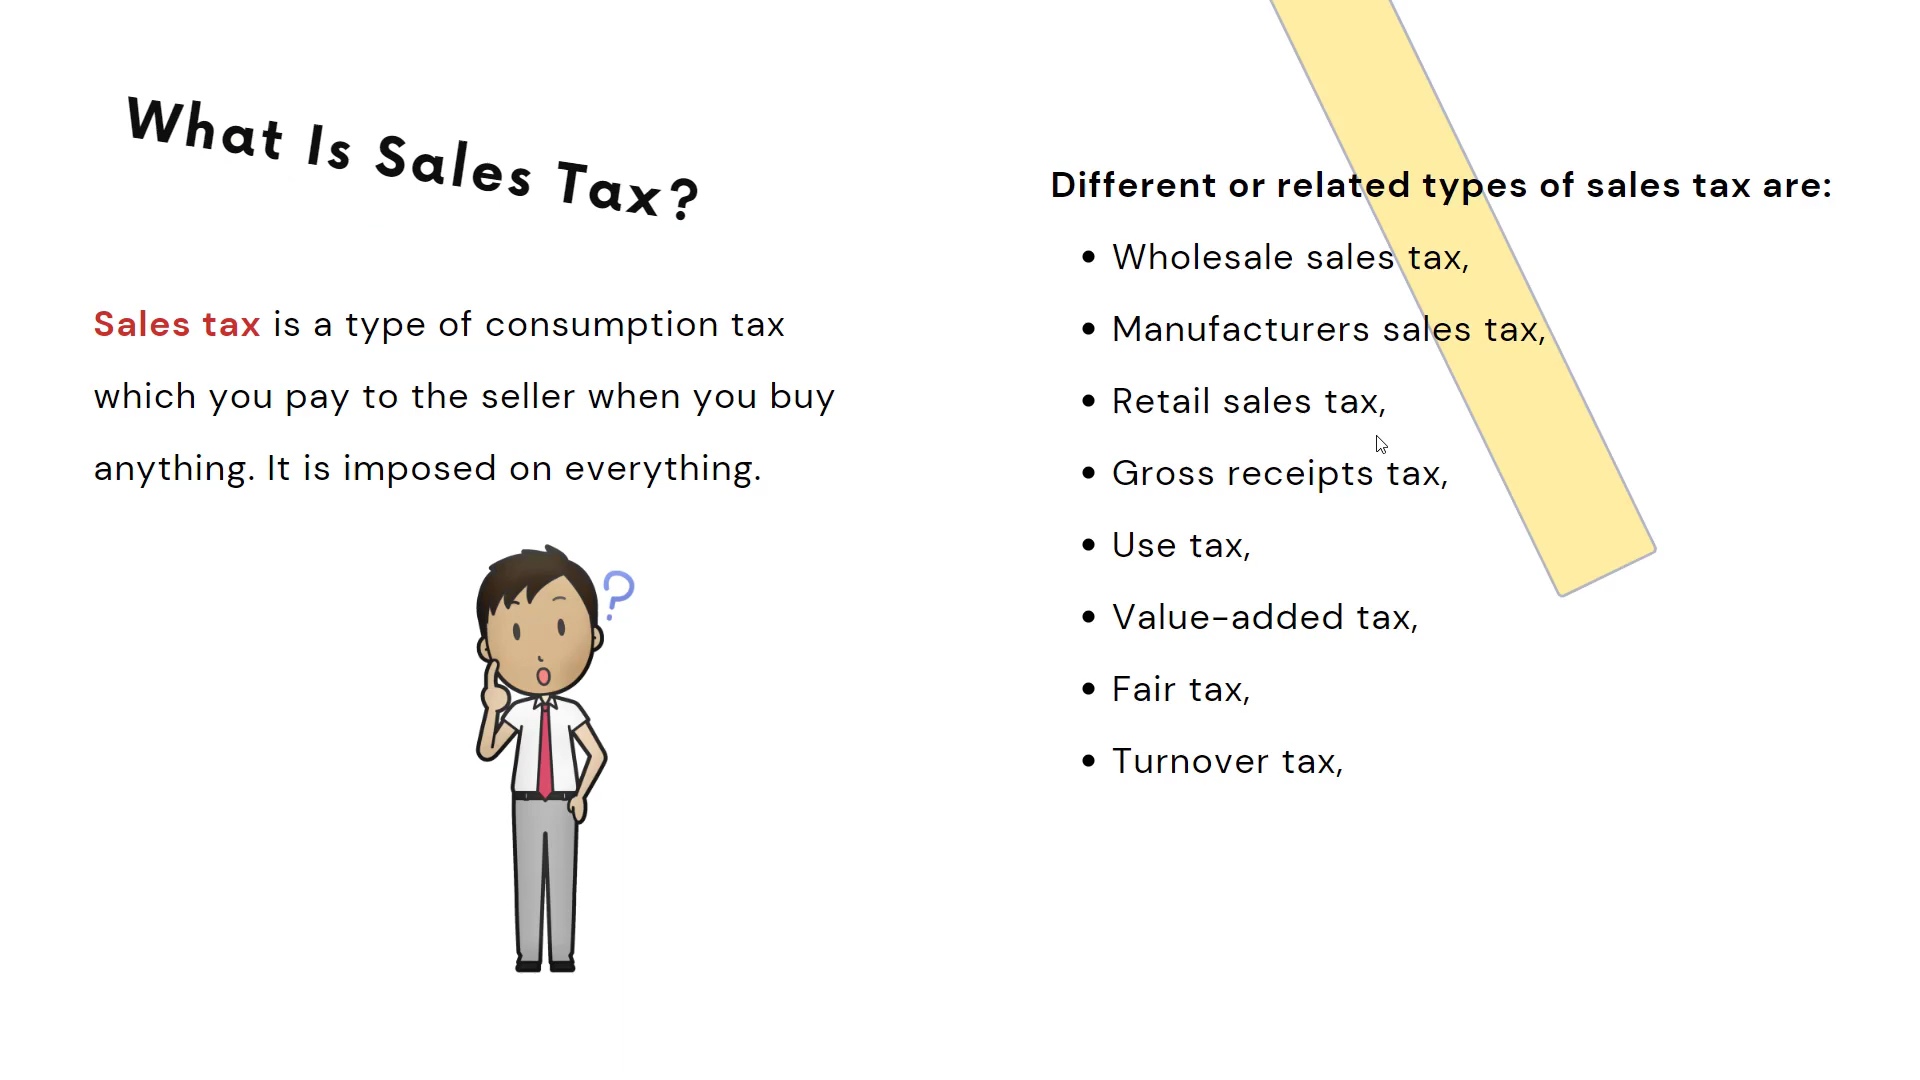 What Is Sales Tax?
Sales tax is a type of consumption tax
which you pay to the seller when you buy
anything. It is imposed on everything.
?
Different or related types of sales tax are:
• Wholesale sales tax,
• Manufacturers sales tax,
• Retail sales tax,
• Gross receipts tax,
• Use tax,
• Value-added tax,
• Fair tax,
• Turnover tax,